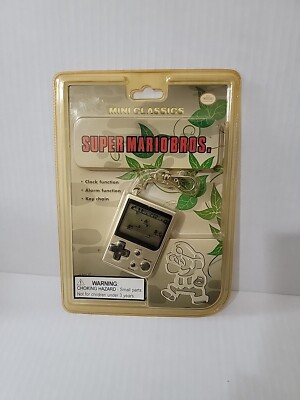 MINI CLASSICS
SUPER MARIO BROS.
• Clock function
• Alarm function
• Key chain
WARNING:
CHOKING HAZARD - Small parts
Not for children under 3 years.